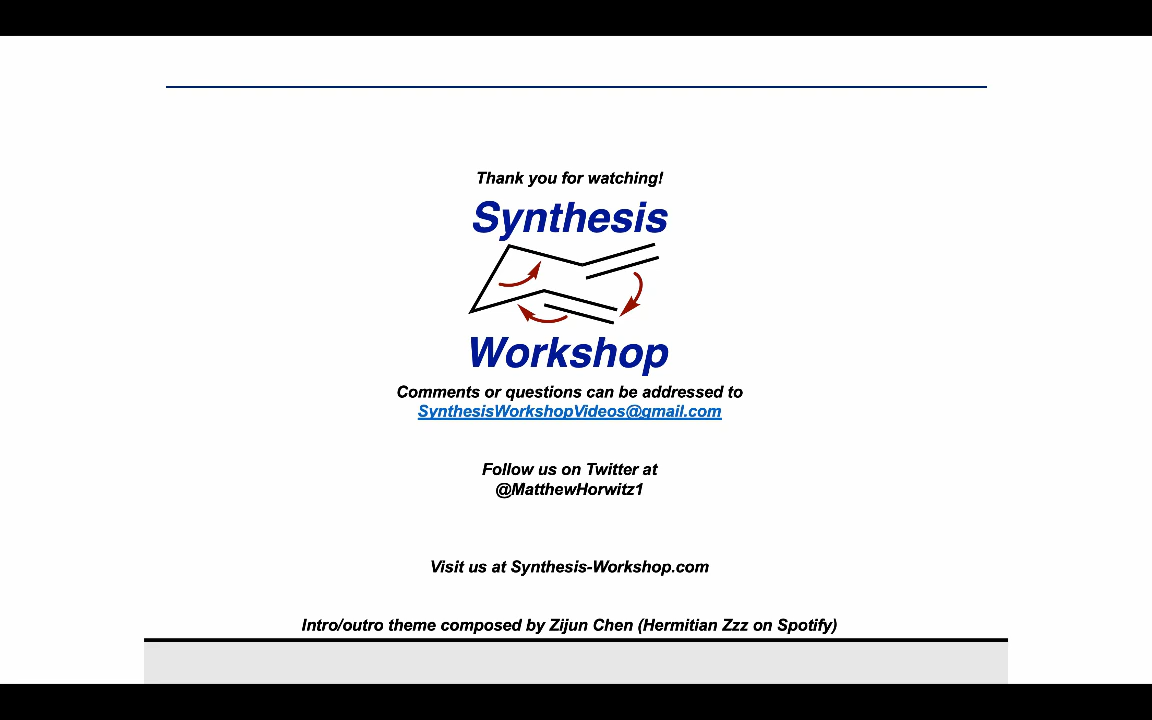 Thank you for watching!
Synthesis
Workshop
Comments or questions can be addressed to
SynthesisWorkshopVideos@gmail.com
Follow us on Twitter at
@MatthewHorwitz1
Visit us at Synthesis-Workshop.com
Intro/outro theme composed by Zijun Chen (Hermitian Zzz on Spotify)